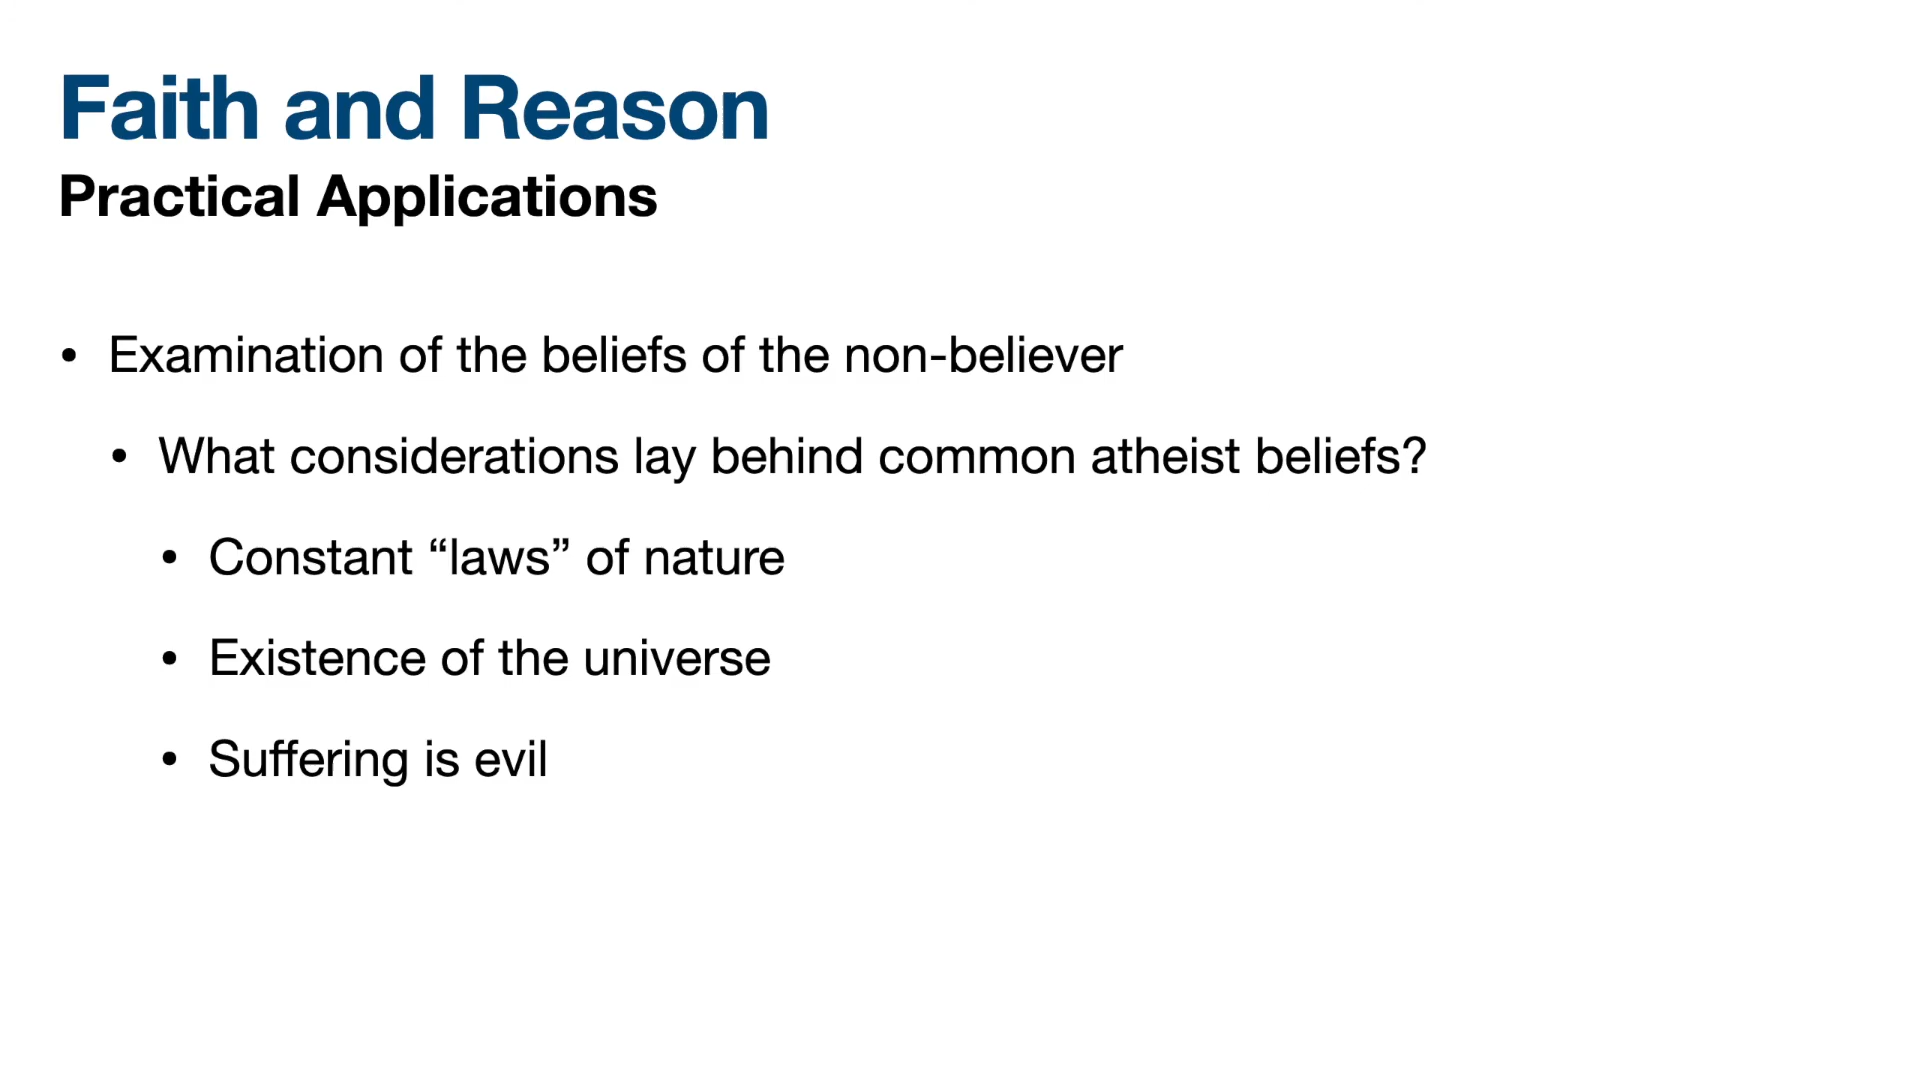 Faith and Reason
Practical Applications
• Examination of the beliefs of the non-believer
• What considerations lay behind common atheist beliefs?
• Constant “laws” of nature
• Existence of the universe
• Suffering is evil